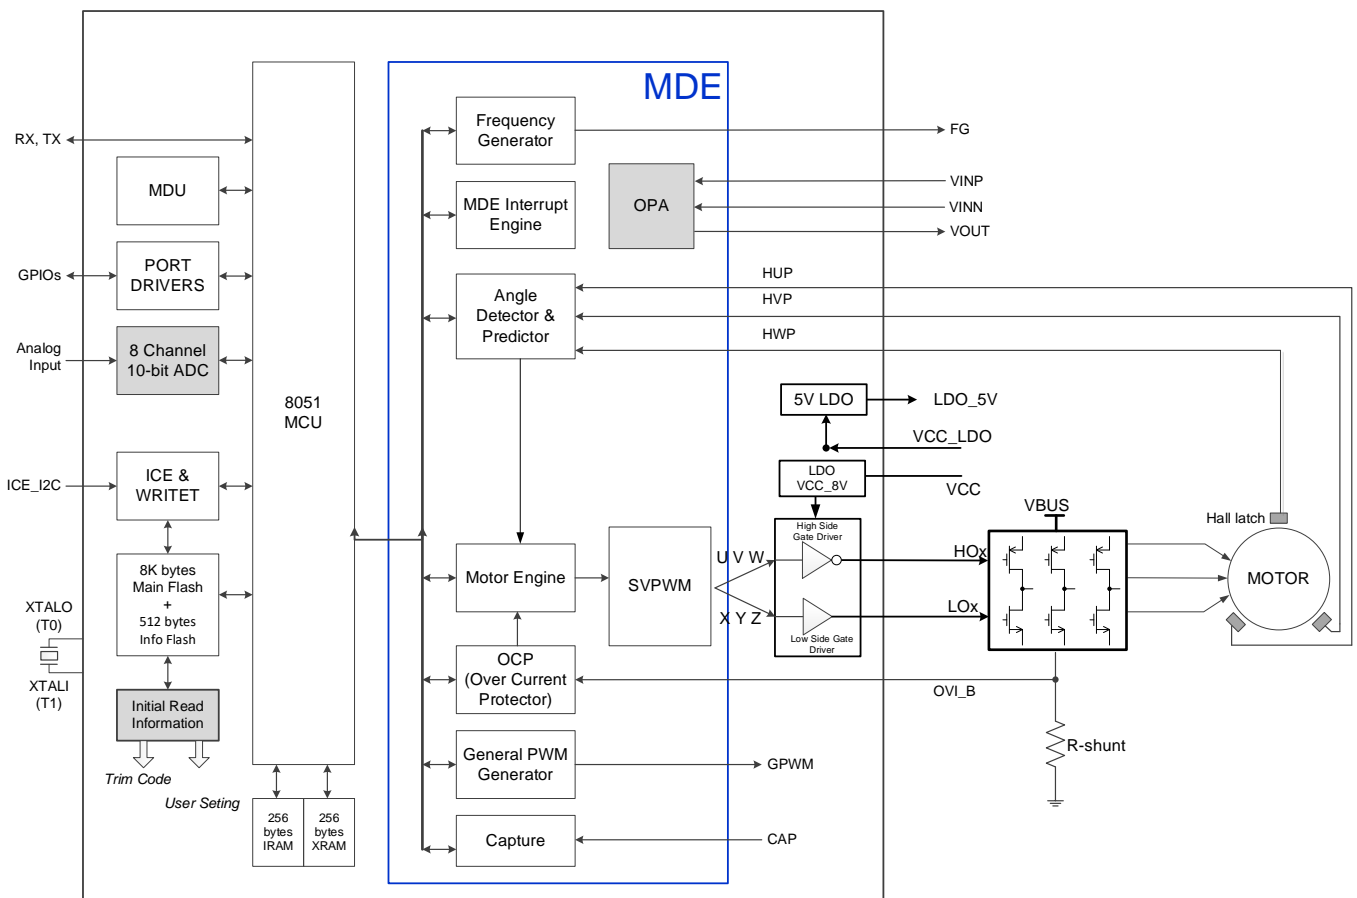 MDE
RX, TX
MDU
GPIOs
PORT
DRIVERS
Analog
Input
8 Channel
10-bit ADC
ICE_I2C
ICE &
WRITET
8K bytes
Main Flash
+
512 bytes
Info Flash
XTALO
(T0)
XTALI
(T1)
Initial Read
Information
Trim Code
User Seting
8051
MCU
256
bytes
IRAM
256
bytes
XRAM
Frequency
Generator
MDE Interrupt
Engine
OPA
Angle
Detector &
Predictor
Motor Engine
SVPWM
OCP
(Over Current
Protector)
General PWM
Generator
Capture
FG
VINP
VINN
VOUT
HUP
HVP
HWP
5V LDO
LDO_5V
VCC_LDO
LDO
VCC_8V
VCC
High Side
Gate Driver
U V W
X Y Z
Low Side Gate
Driver
HOx
LOx
VBUS
Hall latch
MOTOR
OVI_B
R-shunt
GPWM
CAP